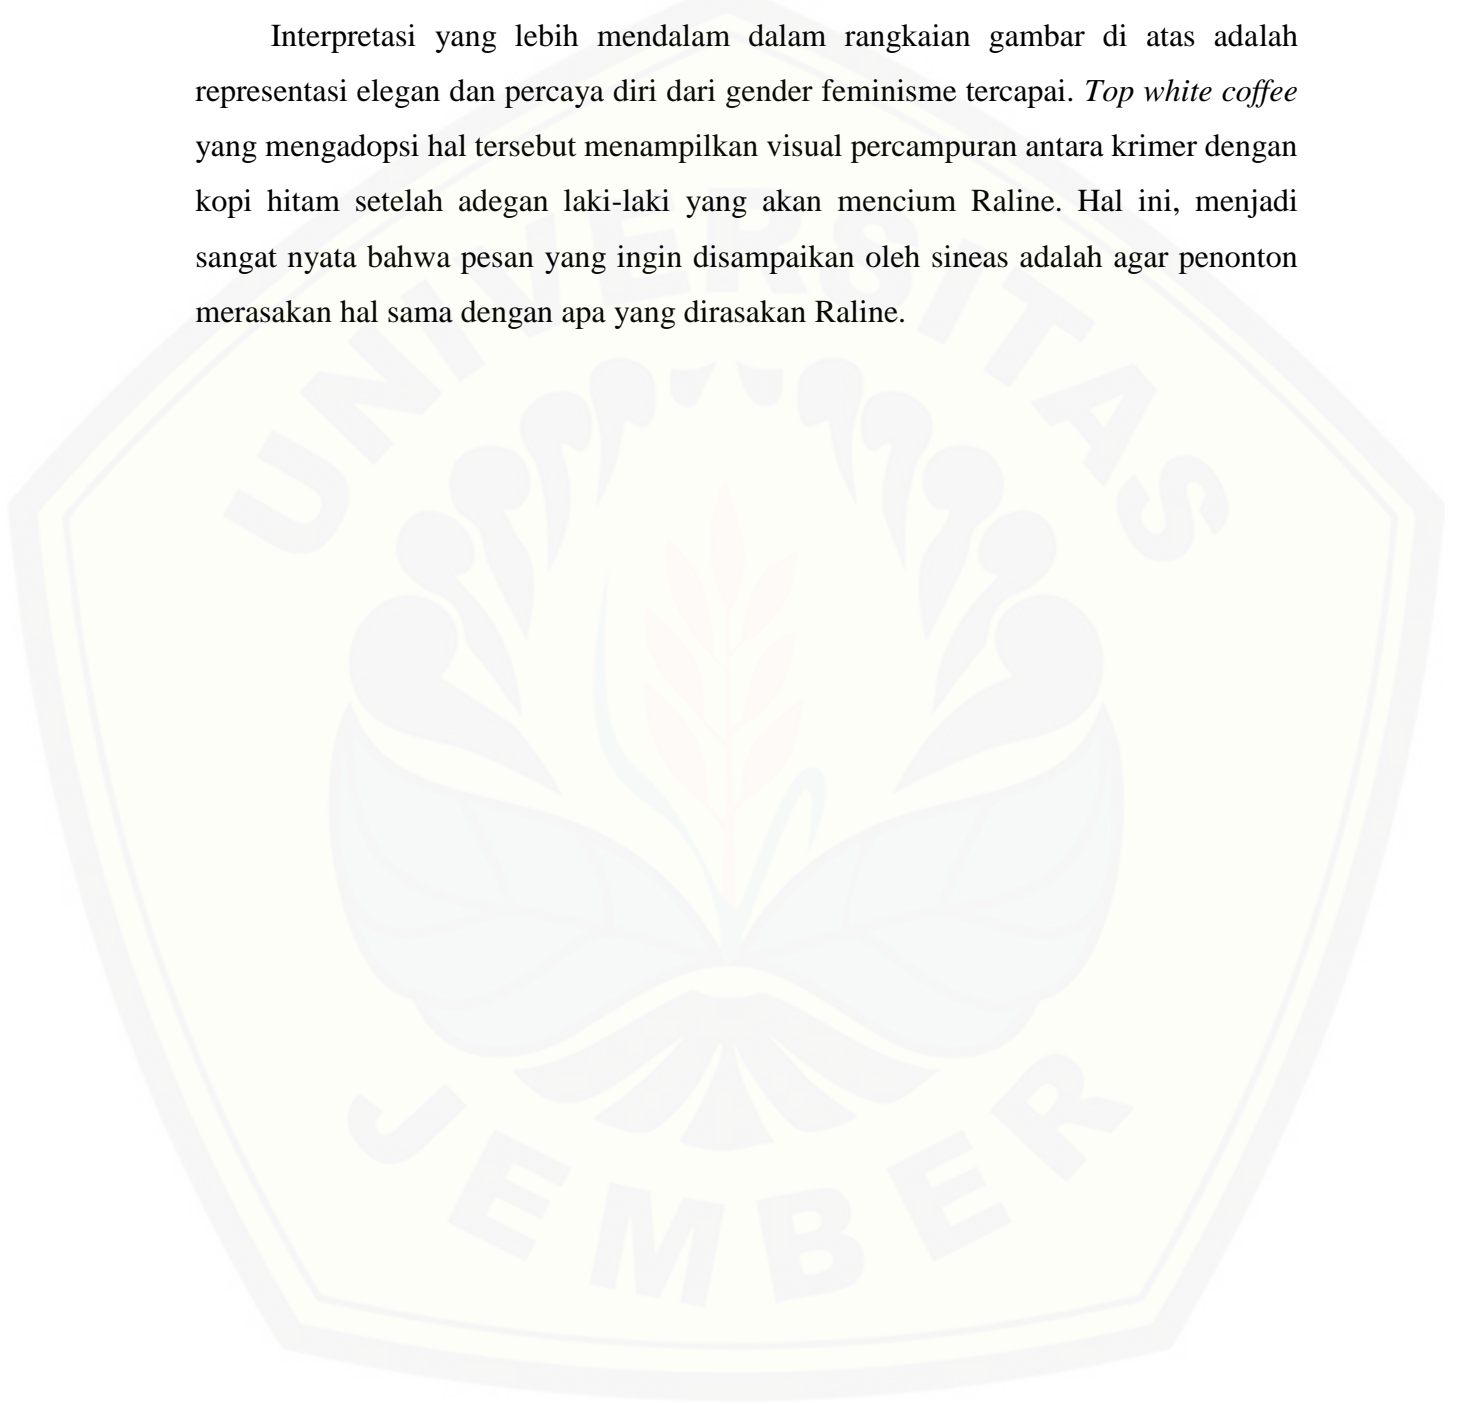 Interpretasi yang lebih mendalam dalam rangkaian gambar di atas adalah
representasi elegan dan percaya diri dari gender feminisme tercapai. Top white coffee
yang mengadopsi hal tersebut menampilkan visual percampuran antara krimer dengan
kopi hitam setelah adegan laki-laki yang akan mencium Raline. Hal ini, menjadi
sangat nyata bahwa pesan yang ingin disampaikan oleh sineas adalah agar penonton
merasakan hal sama dengan apa yang dirasakan Raline.
UNIVERSITAS
JEMBER